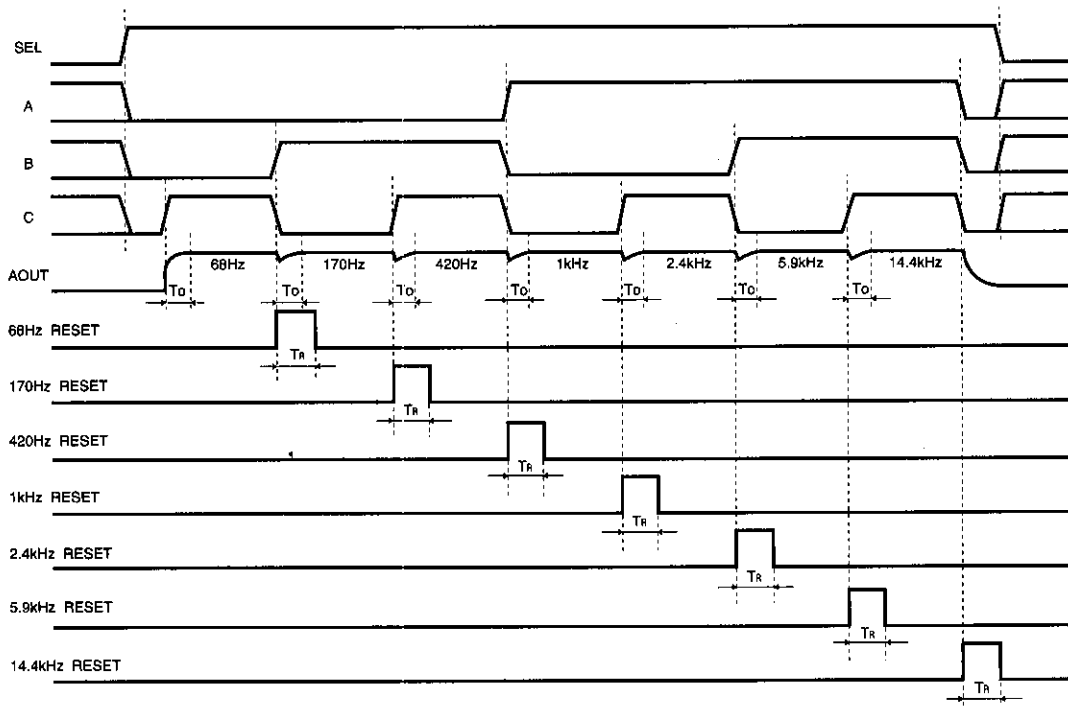 SEL
A
B
C
AOUT
68Hz 170Hz 420Hz 1kHz 2.4kHz 5.9kHz 14.4kHz
TD TD TD TD TD TD TD
68Hz RESET
TR
170Hz RESET
TR
420Hz RESET
TR
1kHz RESET
TR
2.4kHz RESET
TR
5.9kHz RESET
TR
14.4kHz RESET
TR